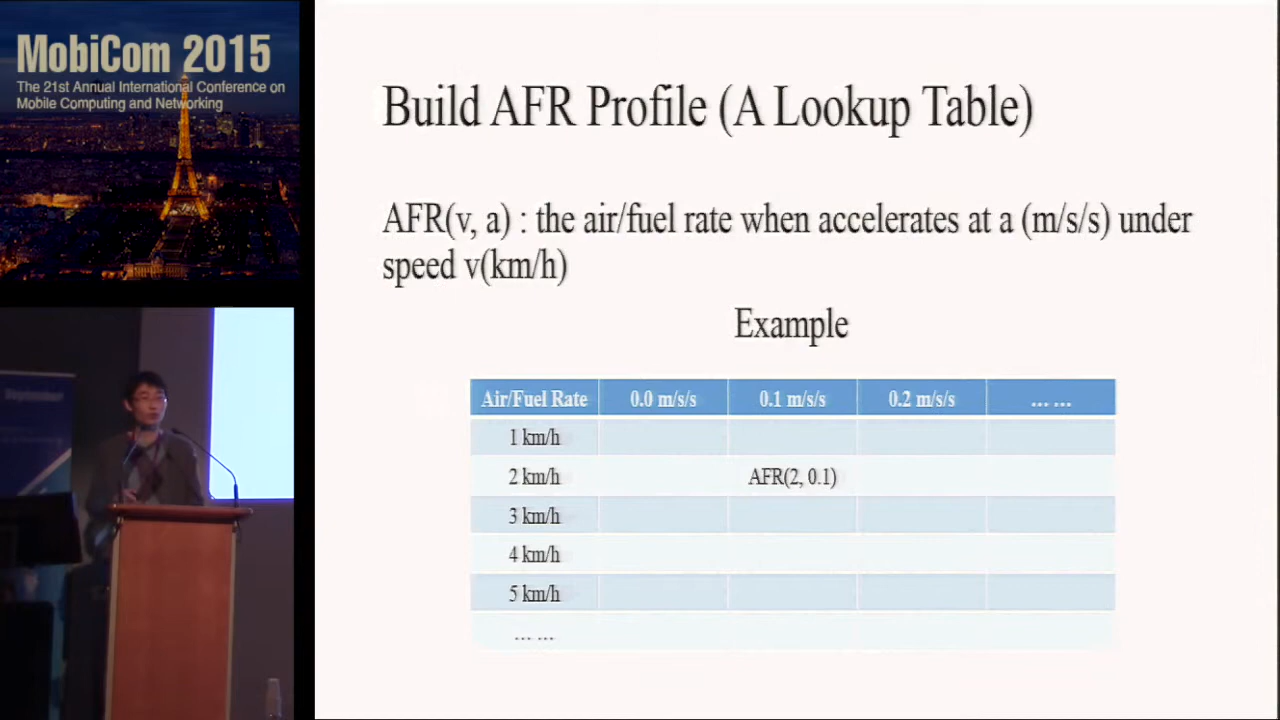 MobiCom 2015
The 21st Annual International Conference on
Mobile Computing and Networking
Build AFR Profile (A Lookup Table)
AFR(v, a) : the air/fuel rate when accelerates at a (m/s/s) under
speed v(km/h)
Example
Air/Fuel Rate 0.0 m/s/s 0.1 m/s/s 0.2 m/s/s ... ...
1 km/h
2 km/h AFR(2, 0.1)
3 km/h
4 km/h
5 km/h
... ...